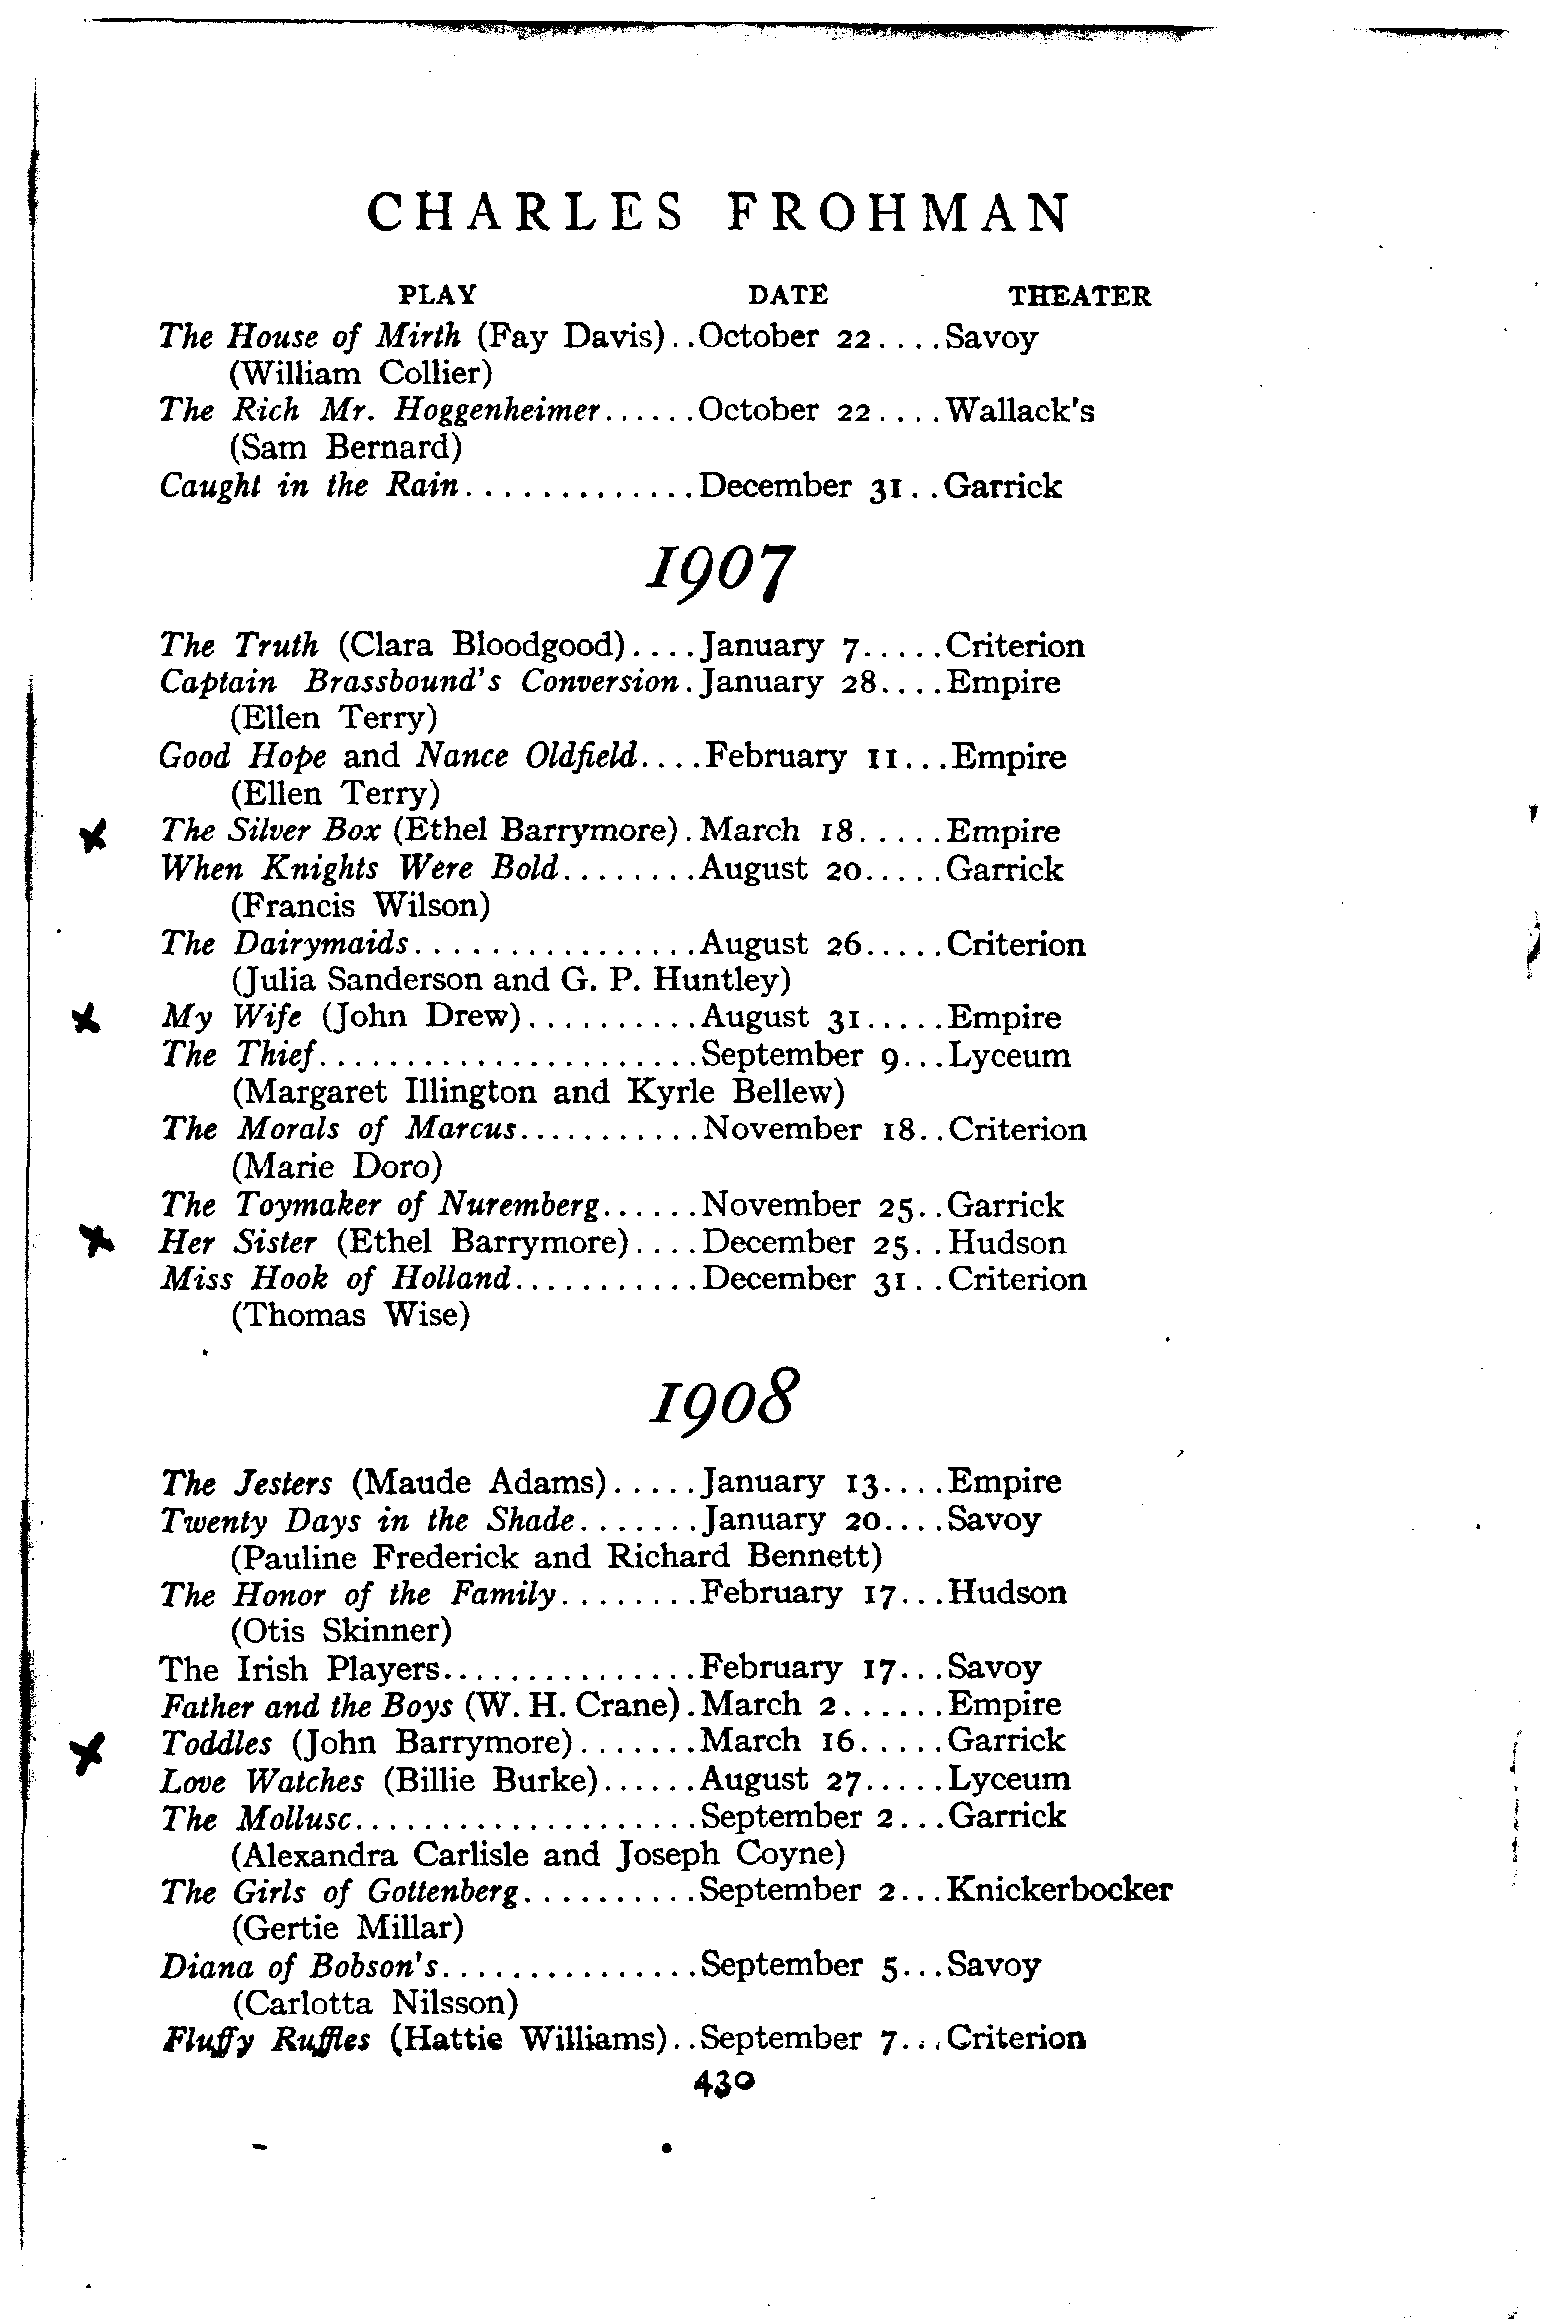 CHARLES FROHMAN
PLAY DATE THEATER
The House of Mirth (Fay Davis)..October 22....Savoy
(William Collier)
The Rich Mr. Hoggenheimer......October 22....Wallack's
(Sam Bernard)
Caught in the Rain.............December 31..Garrick
1907
The Truth (Clara Bloodgood)....January 7.....Criterion
Captain Brassbound's Conversion.January 28....Empire
(Ellen Terry)
Good Hope and Nance Oldfield....February 11...Empire
(Ellen Terry)
The Silver Box (Ethel Barrymore).March 18.....Empire
When Knights Were Bold........August 20.....Garrick
(Francis Wilson)
The Dairymaids................August 26.....Criterion
(Julia Sanderson and G. P. Huntley)
My Wife (John Drew)..........August 31.....Empire
The Thief......................September 9...Lyceum
(Margaret Illington and Kyrle Bellew)
The Morals of Marcus...........November 18..Criterion
(Marie Doro)
The Toymaker of Nuremberg......November 25..Garrick
Her Sister (Ethel Barrymore)....December 25..Hudson
Miss Hook of Holland...........December 31..Criterion
(Thomas Wise)
1908
The Jesters (Maude Adams).....January 13....Empire
Twenty Days in the Shade.......January 20....Savoy
(Pauline Frederick and Richard Bennett)
The Honor of the Family........February 17...Hudson
(Otis Skinner)
The Irish Players...............February 17...Savoy
Father and the Boys (W. H. Crane).March 2......Empire
Toddles (John Barrymore).......March 16.....Garrick
Love Watches (Billie Burke)......August 27.....Lyceum
The Mollusc....................September 2...Garrick
(Alexandra Carlisle and Joseph Coyne)
The Girls of Gottenberg..........September 2...Knickerbocker
(Gertie Millar)
Diana of Bobson's...............September 5...Savoy
(Carlotta Nilsson)
Fluffy Ruffles (Hattie Williams)..September 7...Criterion
430